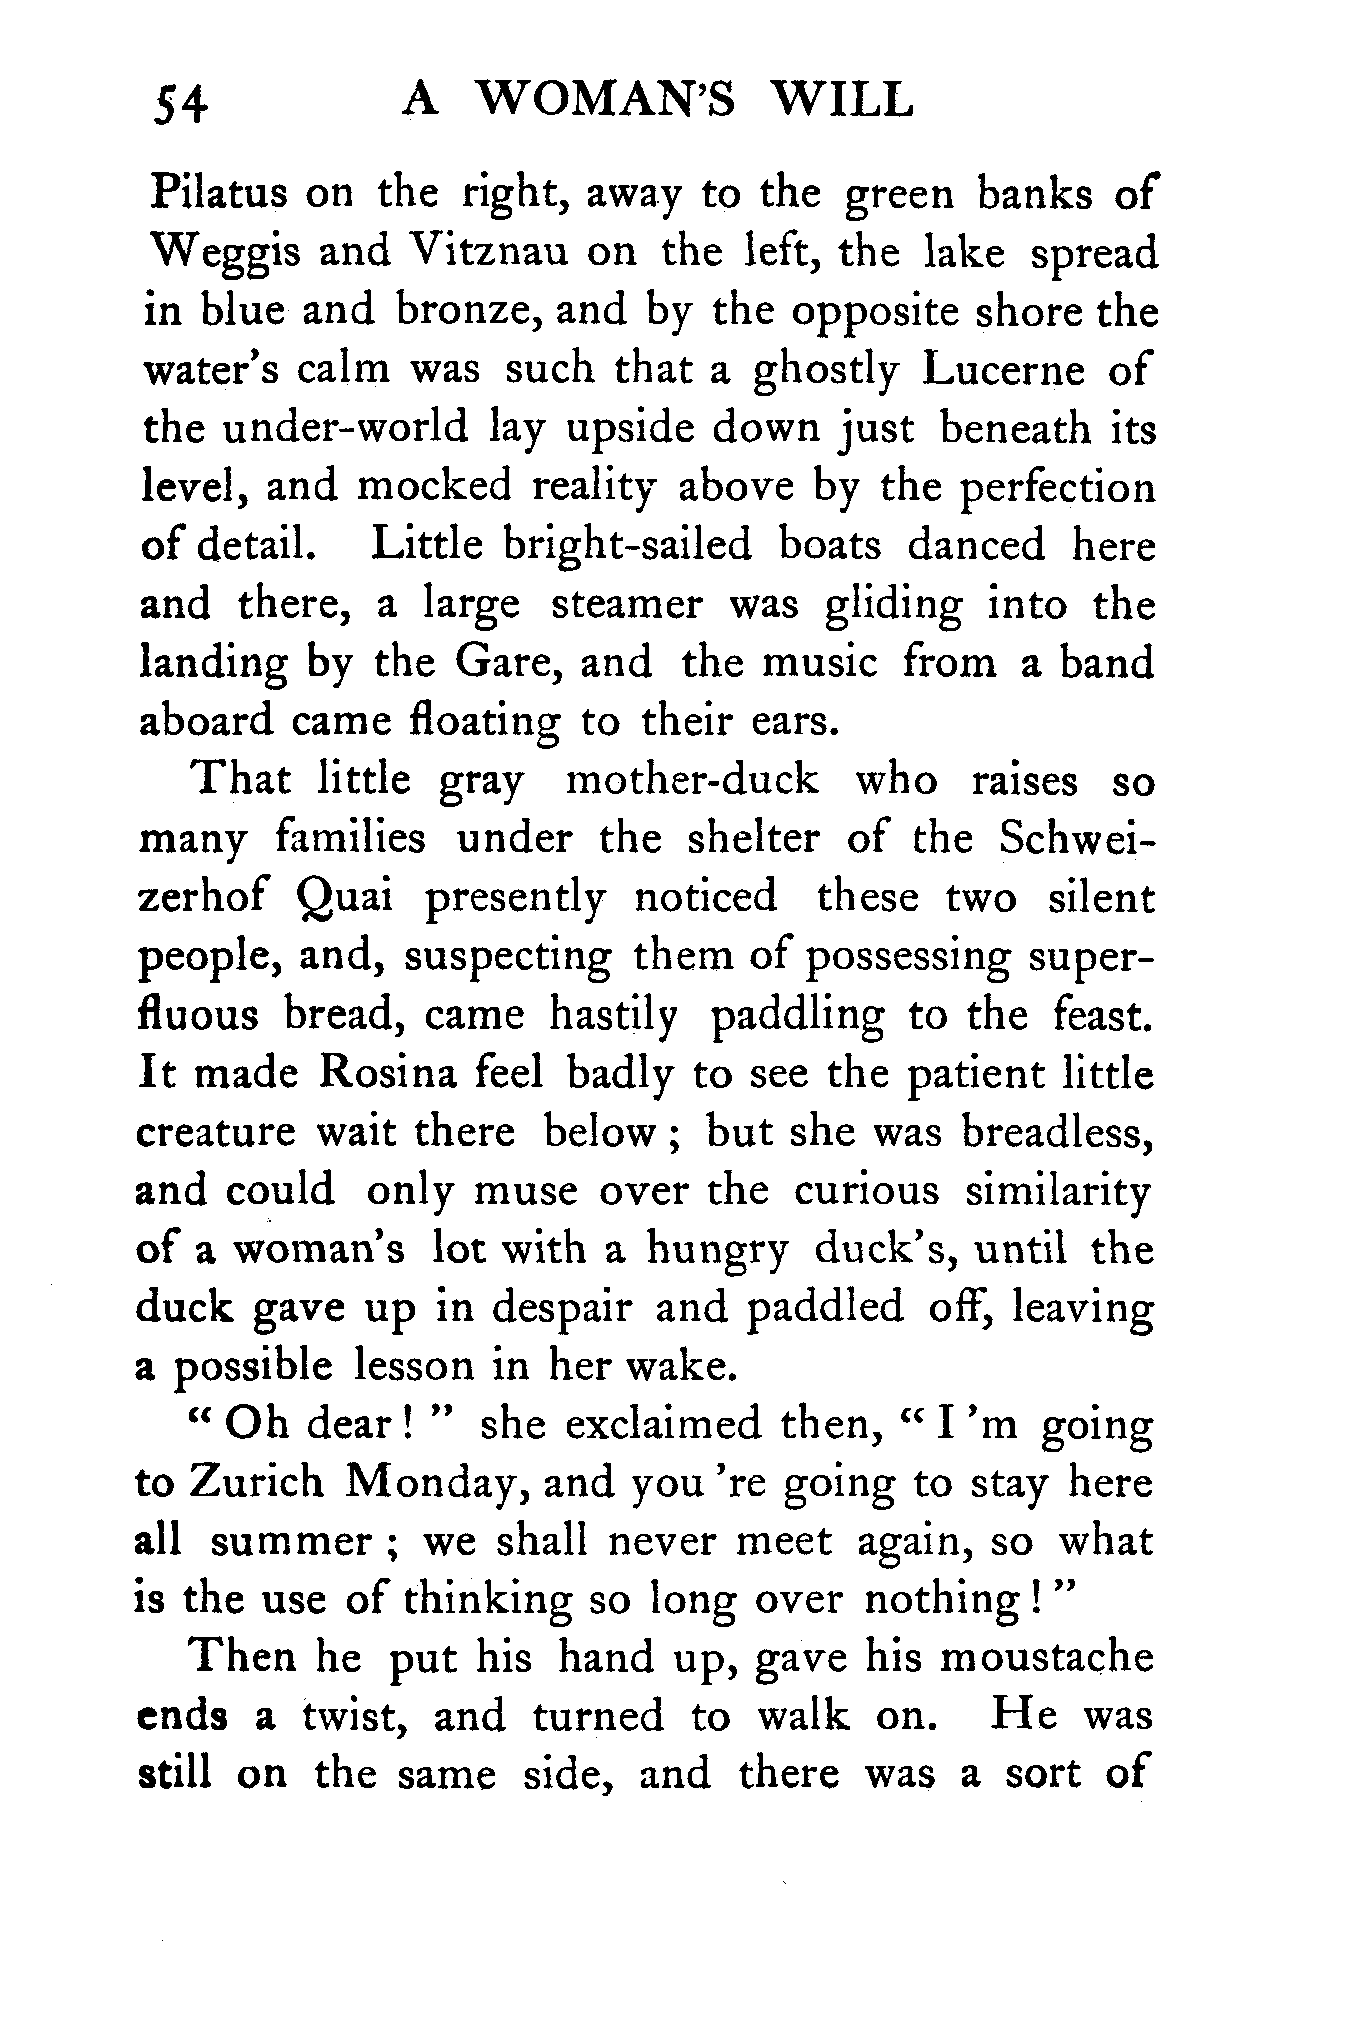 54 A WOMAN'S WILL
Pilatus on the right, away to the green banks of
Weggis and Vitznau on the left, the lake spread
in blue and bronze, and by the opposite shore the
water's calm was such that a ghostly Lucerne of
the under-world lay upside down just beneath its
level, and mocked reality above by the perfection
of detail. Little bright-sailed boats danced here
and there, a large steamer was gliding into the
landing by the Gare, and the music from a band
aboard came floating to their ears.
That little gray mother-duck who raises so
many families under the shelter of the Schwei-
zerhof Quai presently noticed these two silent
people, and, suspecting them of possessing super-
fluous bread, came hastily paddling to the feast.
It made Rosina feel badly to see the patient little
creature wait there below ; but she was breadless,
and could only muse over the curious similarity
of a woman's lot with a hungry duck's, until the
duck gave up in despair and paddled off, leaving
a possible lesson in her wake.
“ Oh dear ! ” she exclaimed then, “ I 'm going
to Zurich Monday, and you 're going to stay here
all summer ; we shall never meet again, so what
is the use of thinking so long over nothing ! ”
Then he put his hand up, gave his moustache
ends a twist, and turned to walk on. He was
still on the same side, and there was a sort of